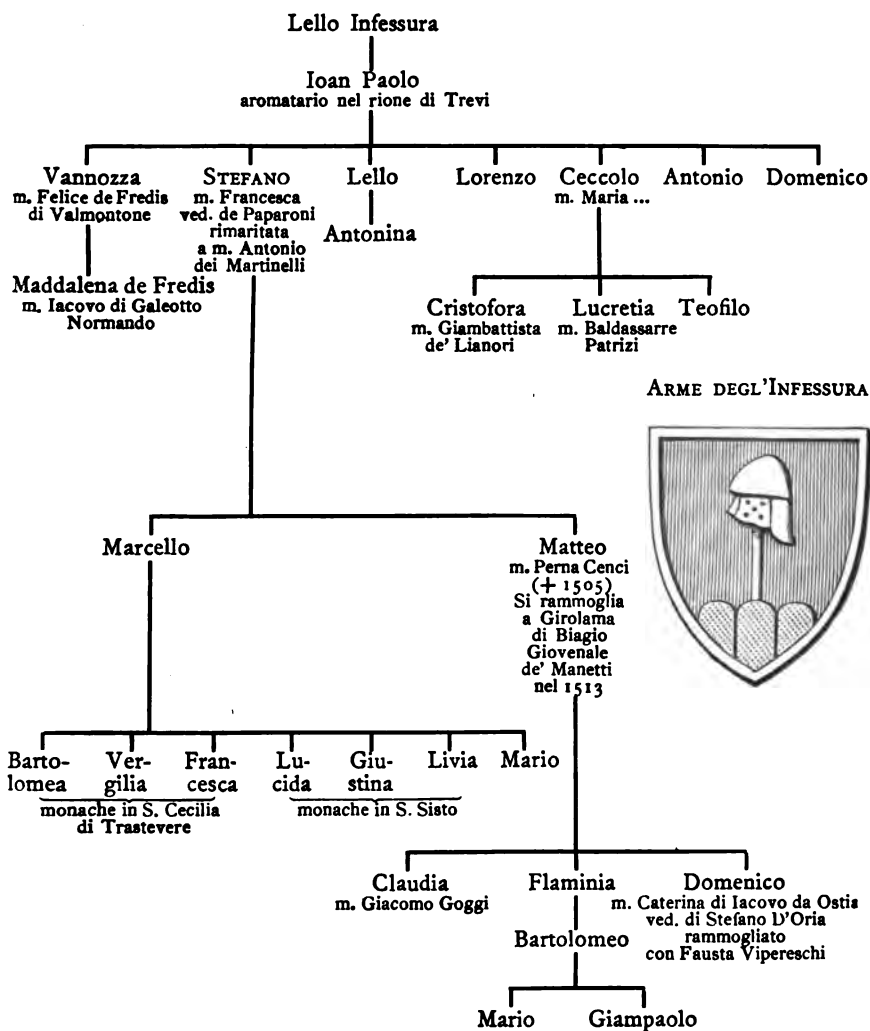 Lello Infessura
Ioan Paolo
aromatario nel rione di Trevi
Vannozza
m. Felice de Fredis
di Valmontone
STEFANO
m. Francesca
ved. de Paparoni
rimaritata
a m. Antonio
dei Martinelli
Lello
Lorenzo
Ceccolo
m. Maria ...
Antonio
Domenico
Maddalena de Fredis
m. Iacovo di Galeotto
Normando
Antonina
Cristofora
m. Giambattista
de' Lianori
Lucretia
m. Baldassarre
Patrizi
Teofilo
ARME DEGL'INFESSURA
Marcello
Matteo
m. Perna Cenci
(+ 1505)
Si rammoglia
a Girolama
di Biagio
Giovenale
de' Manetti
nel 1513
Barto-
lomea
Ver-
gilia
Fran-
cesca
Lu-
cida
Giu-
stina
Livia
Mario
monache in S. Cecilia
di Trastevere
monache in S. Sisto
Claudia
m. Giacomo Goggi
Flaminia
Domenico
m. Caterina di Iacovo da Ostia
ved. di Stefano D'Oria
rammogliato
con Fausta Vipereschi
Bartolomeo
Mario
Giampaolo